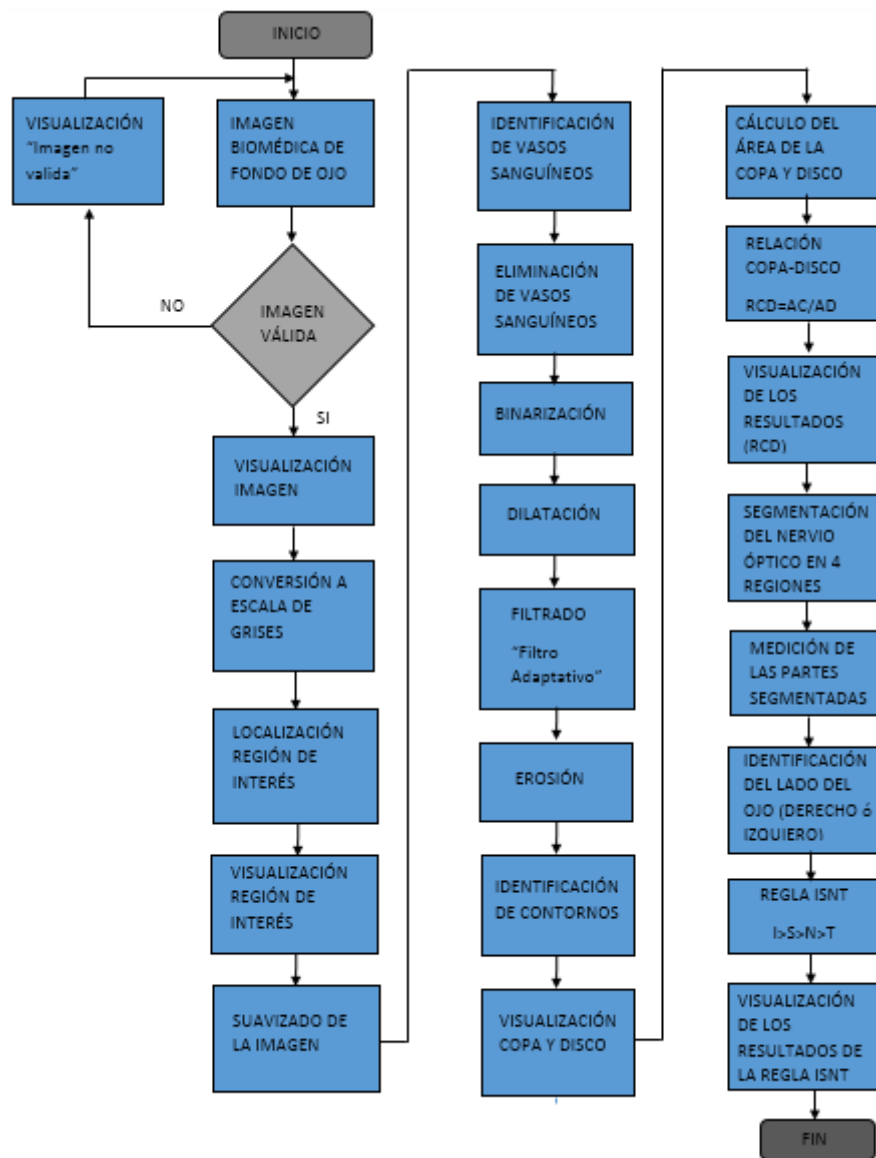 INICIO
VISUALIZACIÓN
“Imagen no
valida”
IMAGEN
BIOMÉDICA DE
FONDO DE OJO
NO
IMAGEN
VÁLIDA
SI
VISUALIZACIÓN
IMAGEN
CONVERSIÓN A
ESCALA DE
GRISES
LOCALIZACIÓN
REGIÓN DE
INTERÉS
VISUALIZACIÓN
REGIÓN DE
INTERÉS
SUAVIZADO DE
LA IMAGEN
IDENTIFICACIÓN
DE VASOS
SANGUÍNEOS
ELIMINACIÓN
DE VASOS
SANGUÍNEOS
BINARIZACIÓN
DILATACIÓN
FILTRADO
“Filtro
Adaptativo”
EROSIÓN
IDENTIFICACIÓN
DE CONTORNOS
VISUALIZACIÓN
COPA Y DISCO
CÁLCULO DEL
ÁREA DE LA
COPA Y DISCO
RELACIÓN
COPA-DISCO
RCD=AC/AD
VISUALIZACIÓN
DE LOS
RESULTADOS
(RCD)
SEGMENTACIÓN
DEL NERVIO
ÓPTICO EN 4
REGIONES
MEDICIÓN DE
LAS PARTES
SEGMENTADAS
IDENTIFICACIÓN
DEL LADO DEL
OJO (DERECHO ó
IZQUIERO)
REGLA ISNT
I>S>N>T
VISUALIZACIÓN
DE LOS
RESULTADOS DE
LA REGLA ISNT
FIN